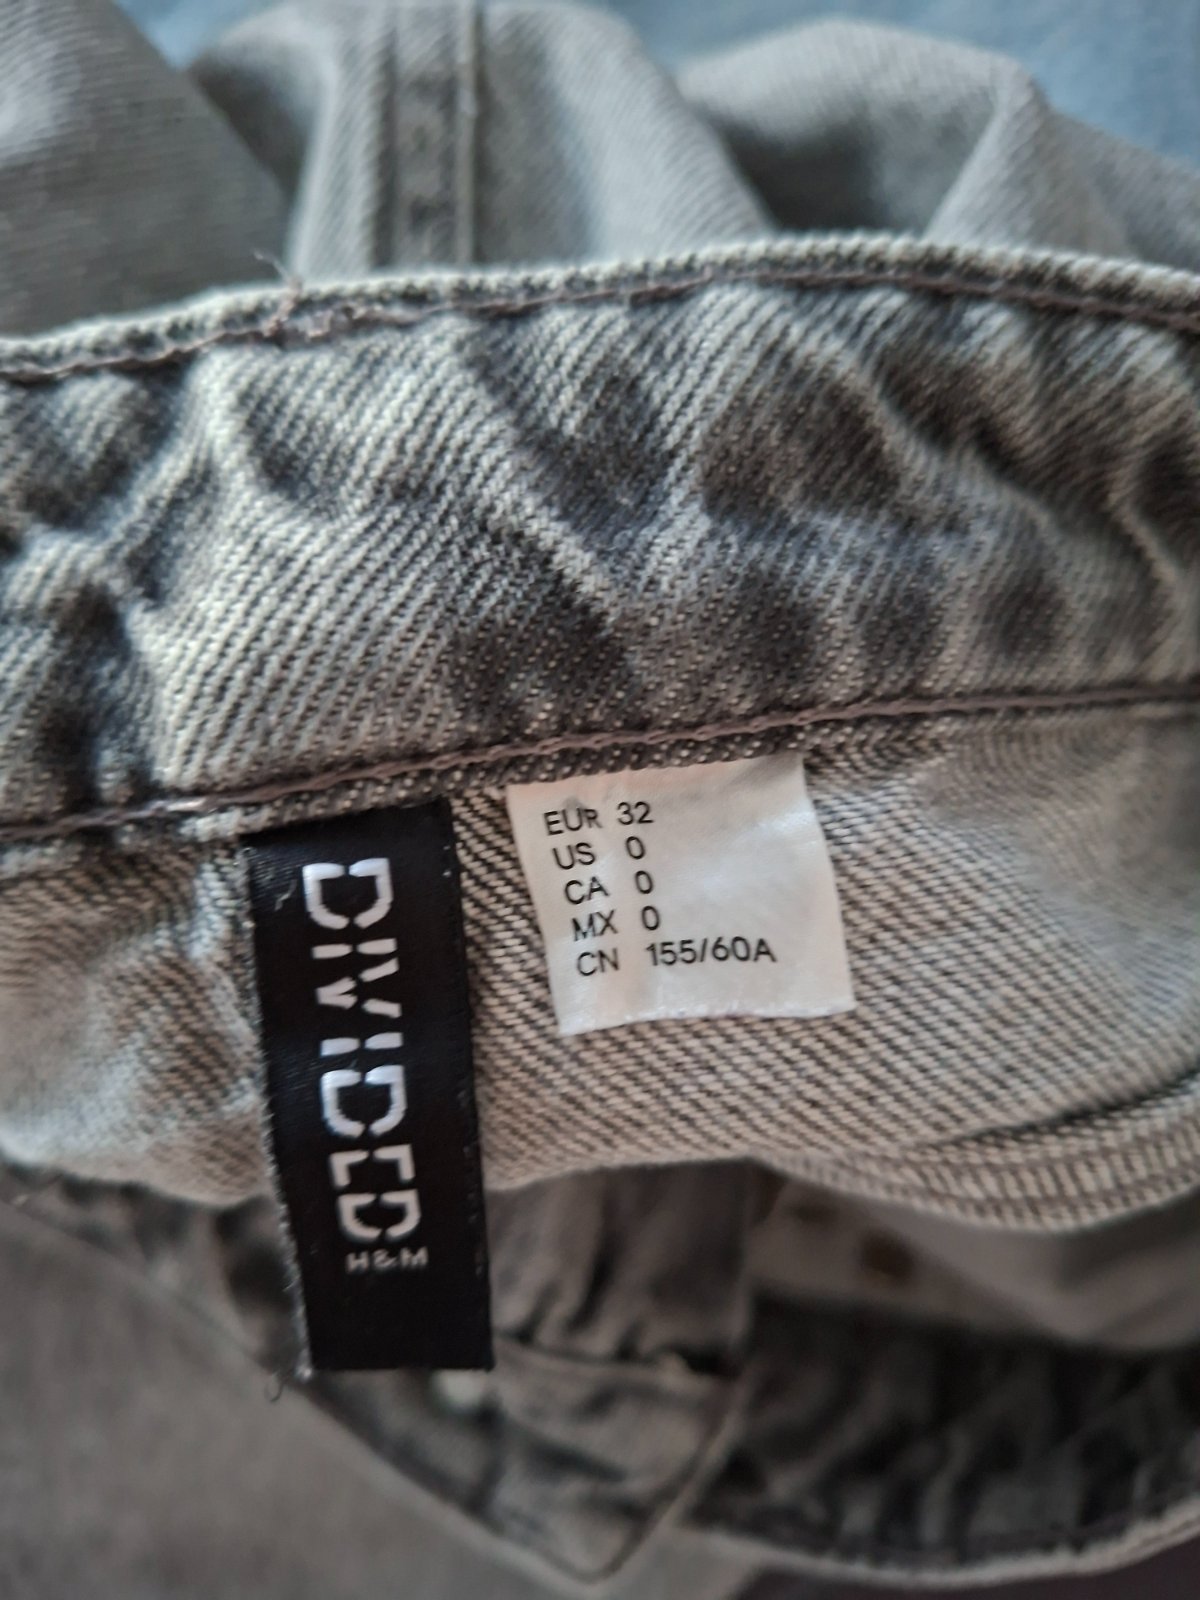 DIVIDED
H&M
EUR 32
US 0
CA 0
MX 0
CN 155/60A